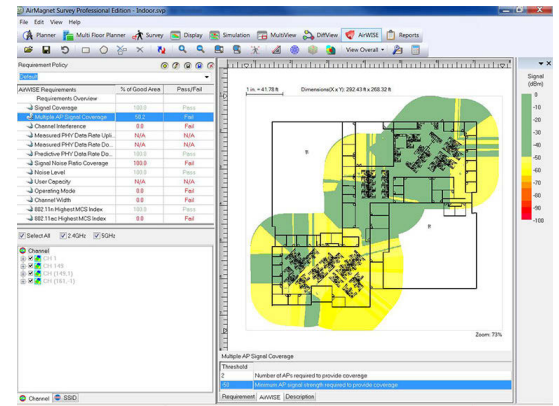 AirMagnet Survey Professional Edition - Indoor.svp
File Edit View Help
Planner Multi Floor Planner Survey Display Simulation MultiView DiffView AirWISE Reports
View Overall
Requirement Policy
Default
AirWISE Requirements % of Good Area Pass/Fail
Requirements Overview
Signal Coverage 100.0 Pass
Multiple AP Signal Coverage 56.2 Fail
Channel Interference 0.0 Fail
Measured PHY Data Rate Upli... N/A N/A
Measured PHY Data Rate Do... N/A N/A
Predictive PHY Data Rate Do... 100.0 Pass
Signal Noise Ratio Coverage 100.0 Fail
Noise Level 100.0 Pass
User Capacity N/A N/A
Operating Mode 0.0 Fail
Channel Width 0.0 Fail
802.11n Highest MCS Index 100.0 Pass
802.11ac Highest MCS Index 0.0 Fail
Select All 2.4GHz 5GHz
Channel
CH 1
CH 149
CH (149,1)
CH (161,-1)
Channel SSID
1 in. = 41.78 ft Dimensions(X x Y): 292.43 ft x 268.32 ft
Zoom: 73%
Multiple AP Signal Coverage
Threshold
2 Number of APs required to provide coverage
-60 Minimum AP signal strength required to provide coverage
Requirement AirWISE Description
Signal
(dBm)
0
-10
-20
-30
-40
-50
-60
-70
-80
-90
-100